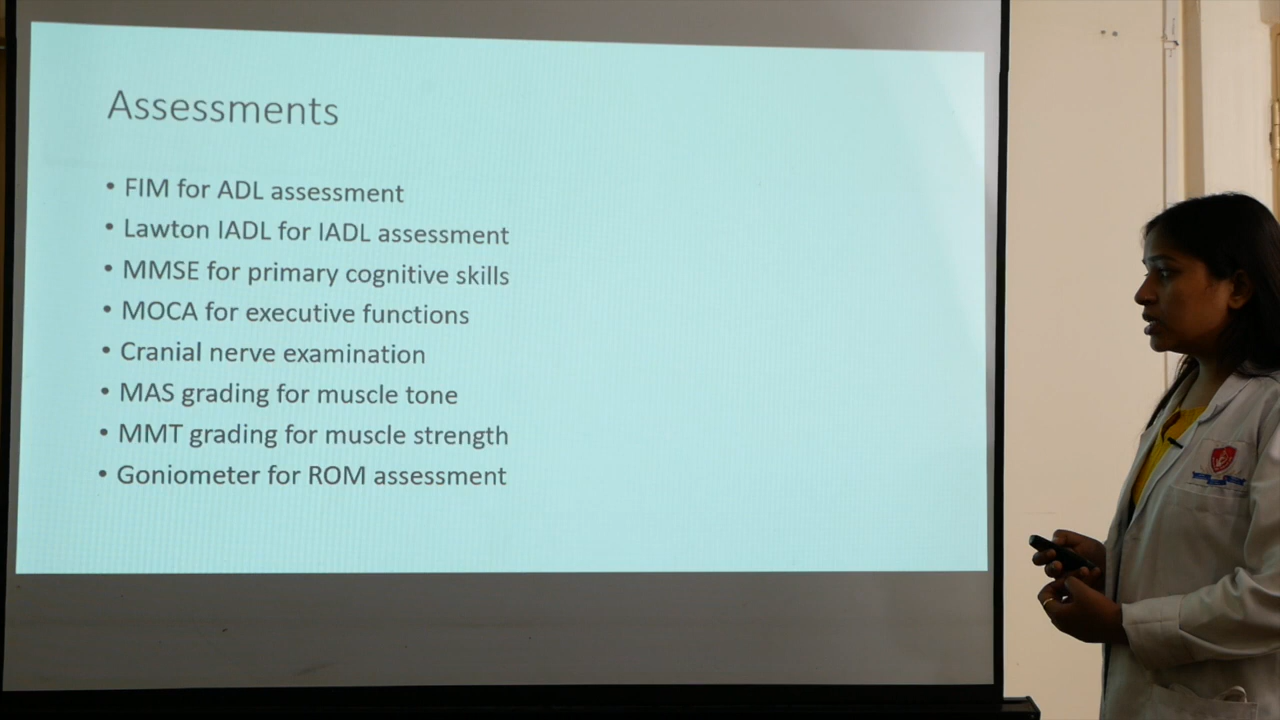 Assessments
• FIM for ADL assessment
• Lawton IADL for IADL assessment
• MMSE for primary cognitive skills
• MOCA for executive functions
• Cranial nerve examination
• MAS grading for muscle tone
• MMT grading for muscle strength
• Goniometer for ROM assessment